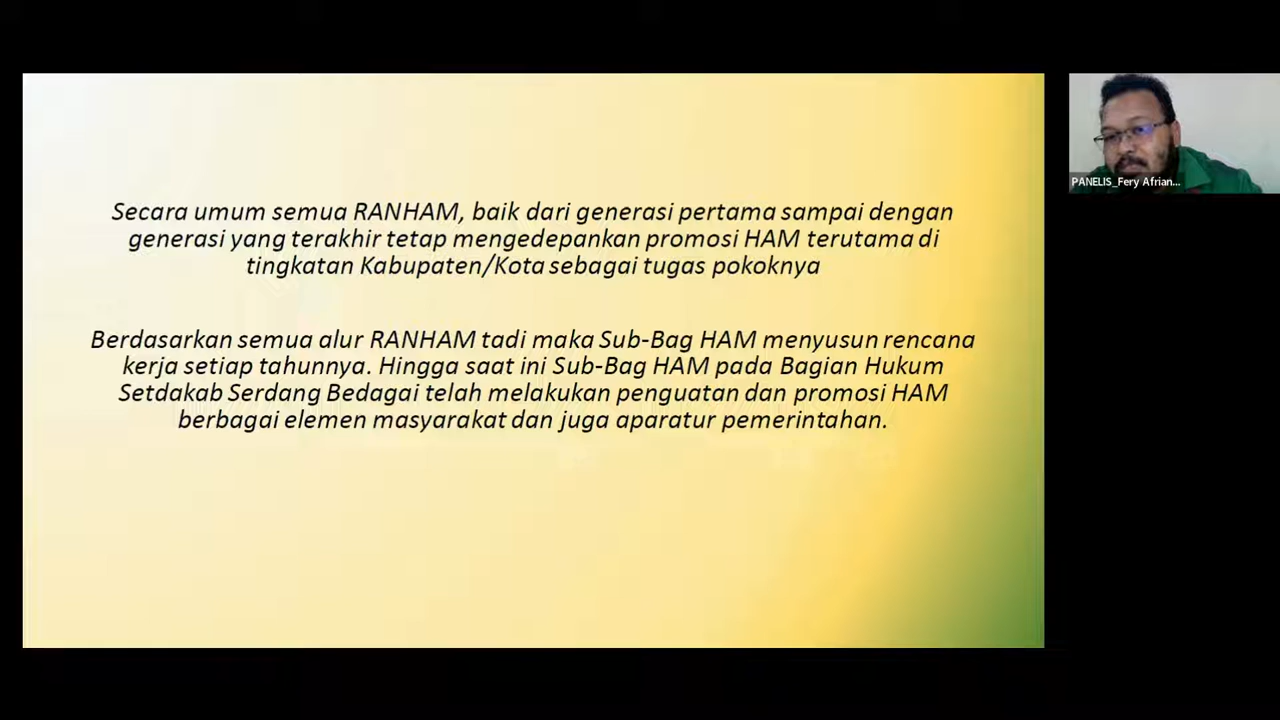 Secara umum semua RANHAM, baik dari generasi pertama sampai dengan
generasi yang terakhir tetap mengedepankan promosi HAM terutama di
tingkatan Kabupaten/Kota sebagai tugas pokoknya
Berdasarkan semua alur RANHAM tadi maka Sub-Bag HAM menyusun rencana
kerja setiap tahunnya. Hingga saat ini Sub-Bag HAM pada Bagian Hukum
Setdakab Serdang Bedagai telah melakukan penguatan dan promosi HAM
berbagai elemen masyarakat dan juga aparatur pemerintahan.
PANELIS_Fery Afrian...